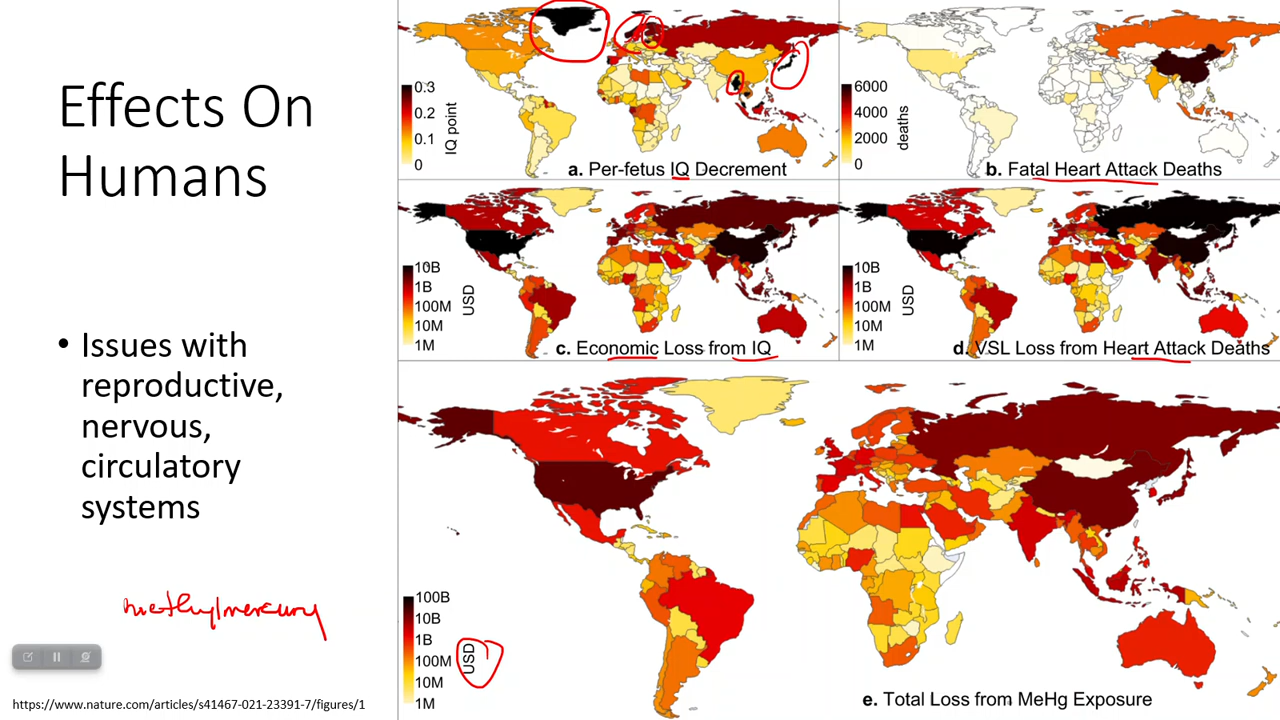 Effects On
Humans
• Issues with
reproductive,
nervous,
circulatory
systems
methylmercury
https://www.nature.com/articles/s41467-021-23391-7/figures/1
0.3
0.2
0.1
0
IQ point
a. Per-fetus IQ Decrement
6000
4000
2000
0
deaths
b. Fatal Heart Attack Deaths
10B
1B
100M
10M
1M
USD
c. Economic Loss from IQ
10B
1B
100M
10M
1M
USD
d. VSL Loss from Heart Attack Deaths
100B
10B
1B
100M
10M
1M
USD
e. Total Loss from MeHg Exposure